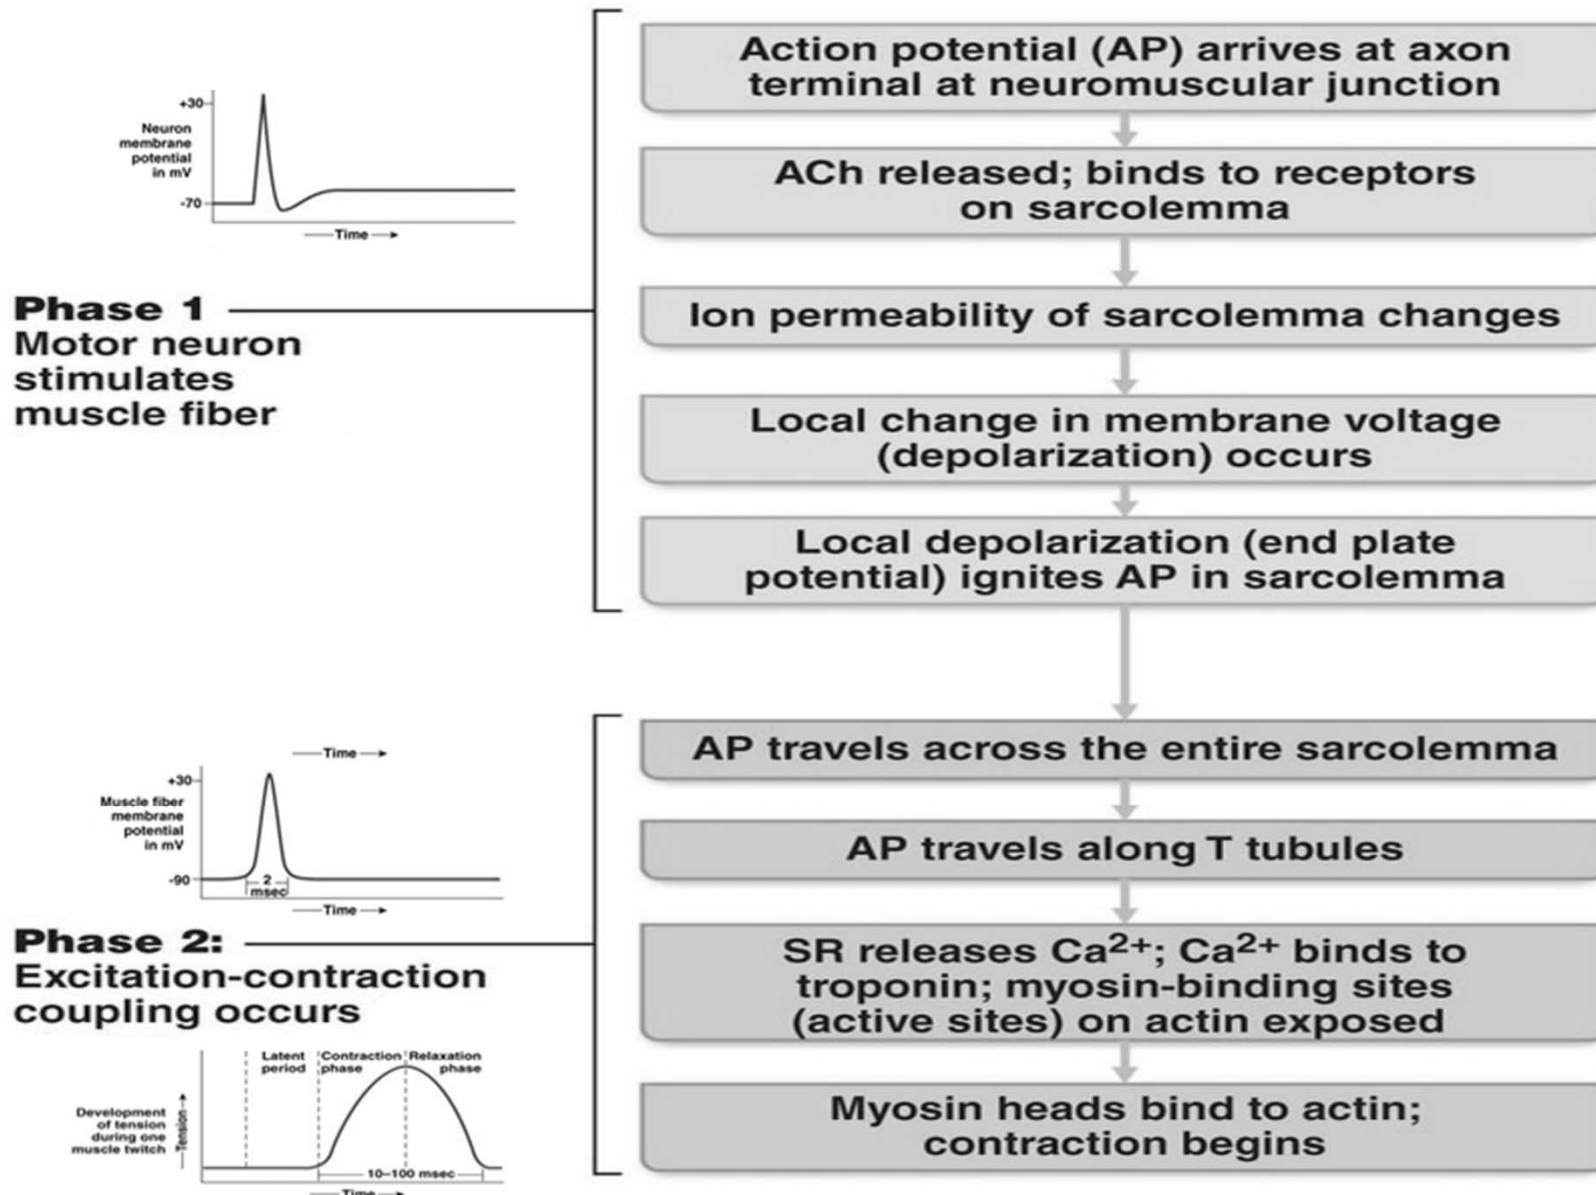 Action potential (AP) arrives at axon
terminal at neuromuscular junction
+30
Neuron
membrane
potential
in mV
-70
Time
ACh released; binds to receptors
on sarcolemma
Phase 1
Motor neuron
stimulates
muscle fiber
Ion permeability of sarcolemma changes
Local change in membrane voltage
(depolarization) occurs
Local depolarization (end plate
potential) ignites AP in sarcolemma
Time
+30
Muscle fiber
membrane
potential
in mV
-90
2
msec
Time
AP travels across the entire sarcolemma
AP travels along T tubules
Phase 2:
Excitation-contraction
coupling occurs
SR releases Ca2+; Ca2+ binds to
troponin; myosin-binding sites
(active sites) on actin exposed
Latent
period
Contraction
phase
Relaxation
phase
Development
of tension
during one
muscle twitch
Tension
10–100 msec
Time
Myosin heads bind to actin;
contraction begins